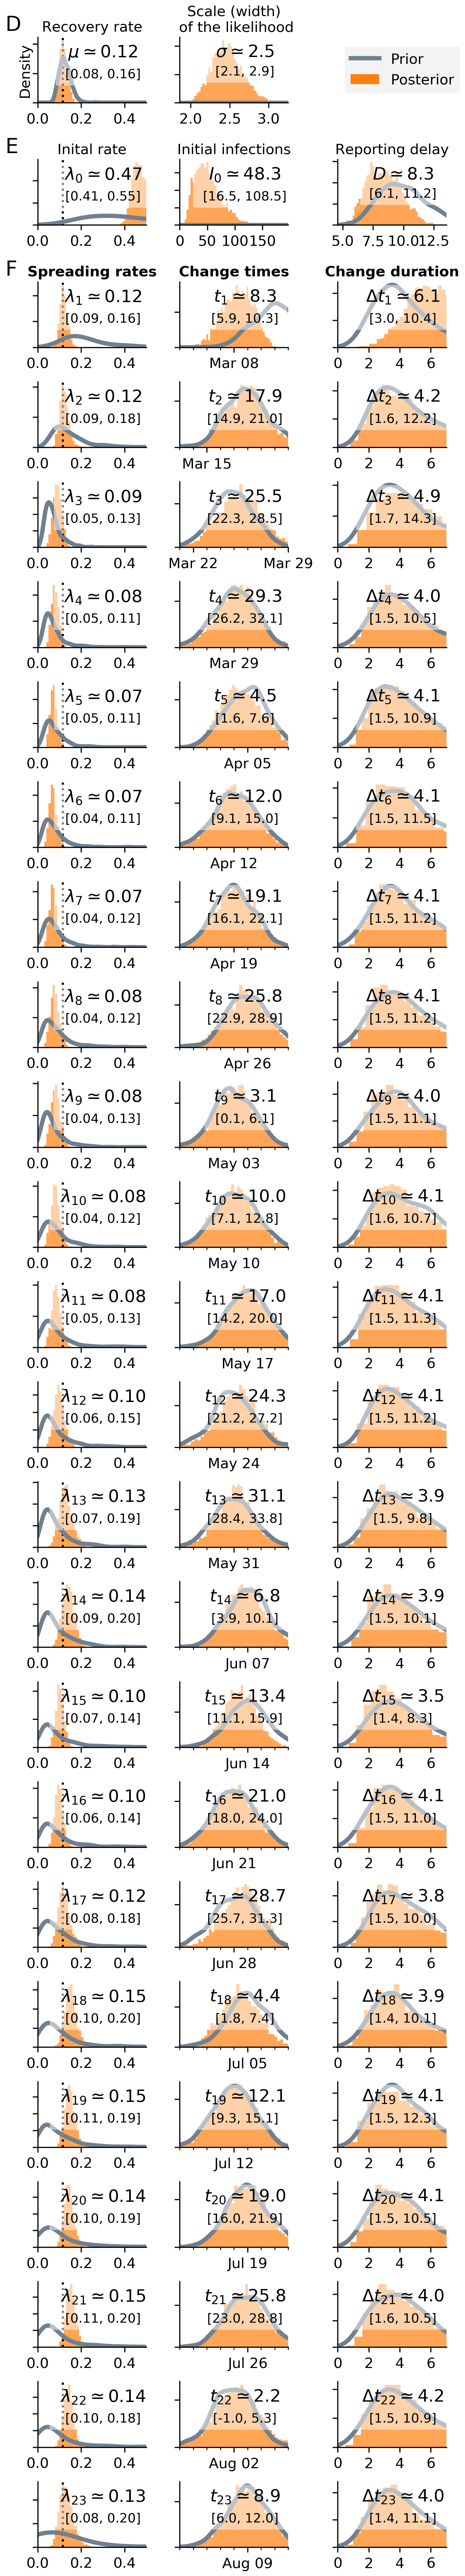 D
Recovery rate
Scale (width)
of the likelihood
Density
μ ≃ 0.12
[0.08, 0.16]
σ ≃ 2.5
[2.1, 2.9]
Prior
Posterior
0.0 0.2 0.4
2.0 2.5 3.0
E
Inital rate
Initial infections
Reporting delay
λ0 ≃ 0.47
[0.41, 0.55]
I0 ≃ 48.3
[16.5, 108.5]
D ≃ 8.3
[6.1, 11.2]
0.0 0.2 0.4
0 50 100 150
5.0 7.5 10.0 12.5
F
Spreading rates Change times Change duration
λ1 ≃ 0.12 t1 ≃ 8.3 Δt1 ≃ 6.1
[0.09, 0.16] [5.9, 10.3] [3.0, 10.4]
0.0 0.2 0.4 Mar 08 0 2 4 6
λ2 ≃ 0.12 t2 ≃ 17.9 Δt2 ≃ 4.2
[0.09, 0.18] [14.9, 21.0] [1.6, 12.2]
0.0 0.2 0.4 Mar 15 0 2 4 6
λ3 ≃ 0.09 t3 ≃ 25.5 Δt3 ≃ 4.9
[0.05, 0.13] [22.3, 28.5] [1.7, 14.3]
0.0 0.2 0.4 Mar 22 Mar 29 0 2 4 6
λ4 ≃ 0.08 t4 ≃ 29.3 Δt4 ≃ 4.0
[0.05, 0.11] [26.2, 32.1] [1.5, 10.5]
0.0 0.2 0.4 Mar 29 0 2 4 6
λ5 ≃ 0.07 t5 ≃ 4.5 Δt5 ≃ 4.1
[0.05, 0.11] [1.6, 7.6] [1.5, 10.9]
0.0 0.2 0.4 Apr 05 0 2 4 6
λ6 ≃ 0.07 t6 ≃ 12.0 Δt6 ≃ 4.1
[0.04, 0.11] [9.1, 15.0] [1.5, 11.5]
0.0 0.2 0.4 Apr 12 0 2 4 6
λ7 ≃ 0.07 t7 ≃ 19.1 Δt7 ≃ 4.1
[0.04, 0.12] [16.1, 22.1] [1.5, 11.2]
0.0 0.2 0.4 Apr 19 0 2 4 6
λ8 ≃ 0.08 t8 ≃ 25.8 Δt8 ≃ 4.1
[0.04, 0.12] [22.9, 28.9] [1.5, 11.2]
0.0 0.2 0.4 Apr 26 0 2 4 6
λ9 ≃ 0.08 t9 ≃ 3.1 Δt9 ≃ 4.0
[0.04, 0.13] [0.1, 6.1] [1.5, 11.1]
0.0 0.2 0.4 May 03 0 2 4 6
λ10 ≃ 0.08 t10 ≃ 10.0 Δt10 ≃ 4.1
[0.04, 0.12] [7.1, 12.8] [1.6, 10.7]
0.0 0.2 0.4 May 10 0 2 4 6
λ11 ≃ 0.08 t11 ≃ 17.0 Δt11 ≃ 4.1
[0.05, 0.13] [14.2, 20.0] [1.5, 11.3]
0.0 0.2 0.4 May 17 0 2 4 6
λ12 ≃ 0.10 t12 ≃ 24.3 Δt12 ≃ 4.1
[0.06, 0.15] [21.2, 27.2] [1.5, 11.2]
0.0 0.2 0.4 May 24 0 2 4 6
λ13 ≃ 0.13 t13 ≃ 31.1 Δt13 ≃ 3.9
[0.07, 0.19] [28.4, 33.8] [1.5, 9.8]
0.0 0.2 0.4 May 31 0 2 4 6
λ14 ≃ 0.14 t14 ≃ 6.8 Δt14 ≃ 3.9
[0.09, 0.20] [3.9, 10.1] [1.5, 10.1]
0.0 0.2 0.4 Jun 07 0 2 4 6
λ15 ≃ 0.10 t15 ≃ 13.4 Δt15 ≃ 3.5
[0.07, 0.14] [11.1, 15.9] [1.4, 8.3]
0.0 0.2 0.4 Jun 14 0 2 4 6
λ16 ≃ 0.10 t16 ≃ 21.0 Δt16 ≃ 4.1
[0.06, 0.14] [18.0, 24.0] [1.5, 11.0]
0.0 0.2 0.4 Jun 21 0 2 4 6
λ17 ≃ 0.12 t17 ≃ 28.7 Δt17 ≃ 3.8
[0.08, 0.18] [25.7, 31.3] [1.5, 10.0]
0.0 0.2 0.4 Jun 28 0 2 4 6
λ18 ≃ 0.15 t18 ≃ 4.4 Δt18 ≃ 3.9
[0.10, 0.20] [1.8, 7.4] [1.4, 10.1]
0.0 0.2 0.4 Jul 05 0 2 4 6
λ19 ≃ 0.15 t19 ≃ 12.1 Δt19 ≃ 4.1
[0.11, 0.19] [9.3, 15.1] [1.5, 12.3]
0.0 0.2 0.4 Jul 12 0 2 4 6
λ20 ≃ 0.14 t20 ≃ 19.0 Δt20 ≃ 4.1
[0.10, 0.19] [16.0, 21.9] [1.5, 10.5]
0.0 0.2 0.4 Jul 19 0 2 4 6
λ21 ≃ 0.15 t21 ≃ 25.8 Δt21 ≃ 4.0
[0.11, 0.20] [23.0, 28.8] [1.6, 10.5]
0.0 0.2 0.4 Jul 26 0 2 4 6
λ22 ≃ 0.14 t22 ≃ 2.2 Δt22 ≃ 4.2
[0.10, 0.18] [-1.0, 5.3] [1.5, 10.9]
0.0 0.2 0.4 Aug 02 0 2 4 6
λ23 ≃ 0.13 t23 ≃ 8.9 Δt23 ≃ 4.0
[0.08, 0.20] [6.0, 12.0] [1.4, 11.1]
0.0 0.2 0.4 Aug 09 0 2 4 6